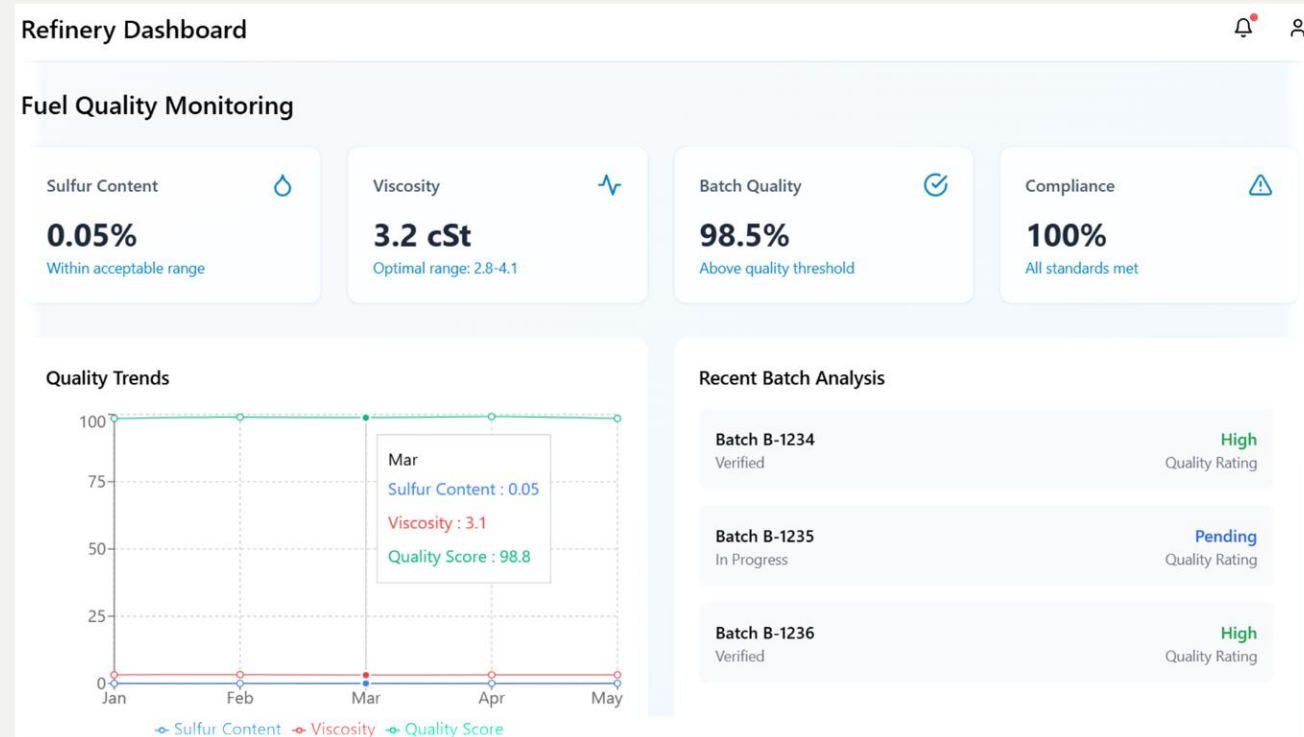 Refinery Dashboard
Fuel Quality Monitoring
Sulfur Content
0.05%
Within acceptable range
Viscosity
3.2 cSt
Optimal range: 2.8-4.1
Batch Quality
98.5%
Above quality threshold
Compliance
100%
All standards met
Quality Trends
100
75
50
25
0
Jan Feb Mar Apr May
Mar
Sulfur Content : 0.05
Viscosity : 3.1
Quality Score : 98.8
Sulfur Content Viscosity Quality Score
Recent Batch Analysis
Batch B-1234 High
Verified Quality Rating
Batch B-1235 Pending
In Progress Quality Rating
Batch B-1236 High
Verified Quality Rating